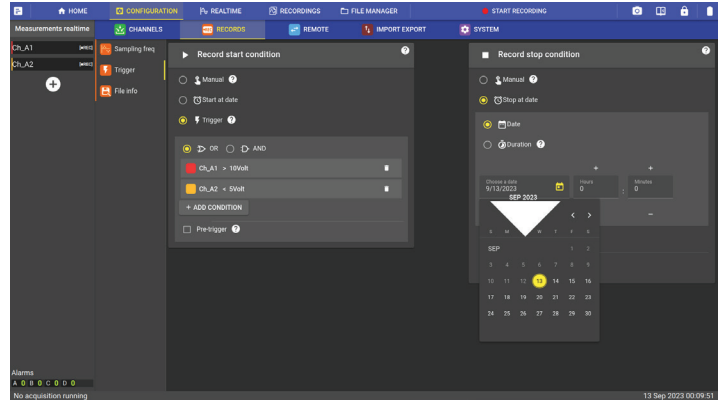 HOME
CONFIGURATION
REALTIME
RECORDINGS
FILE MANAGER
START RECORDING
Measurements realtime
CHANNELS
RECORDS
REMOTE
IMPORT EXPORT
SYSTEM
Ch_A1
Ch_A2
Sampling freq
Trigger
File info
Record start condition
?
Manual ?
Start at date
Trigger ?
OR
AND
Ch_A1 > 10Volt
Ch_A2 < 5Volt
+ ADD CONDITION
Pre-trigger ?
Record stop condition
?
Manual ?
Stop at date
Date
Duration ?
+ +
Choose a date
9/13/2023
Hours
0
:
Minutes
0
–
SEP 2023
S M W T F S
SEP 1 2
3 4 5 6 7 8 9
10 11 12 13 14 15 16
17 18 19 20 21 22 23
24 25 26 27 28 29 30
Alarms
A 0 B 0 C 0 D 0
No acquisition running
13 Sep 2023 00:09:51